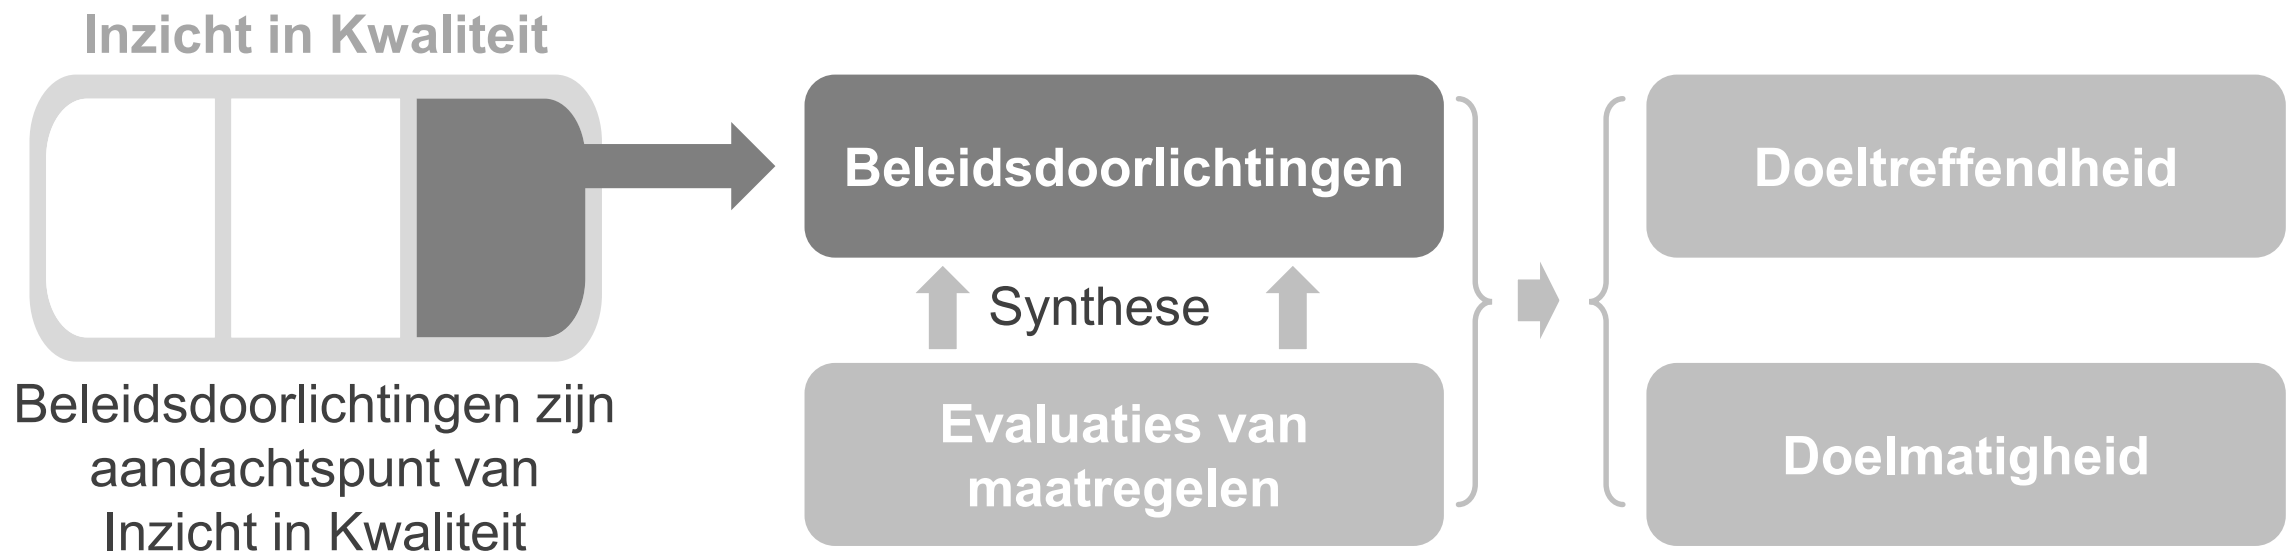 Inzicht in Kwaliteit
Beleidsdoorlichtingen zijn
aandachtspunt van
Inzicht in Kwaliteit
Beleidsdoorlichtingen
Synthese
Evaluaties van
maatregelen
Doeltreffendheid
Doelmatigheid